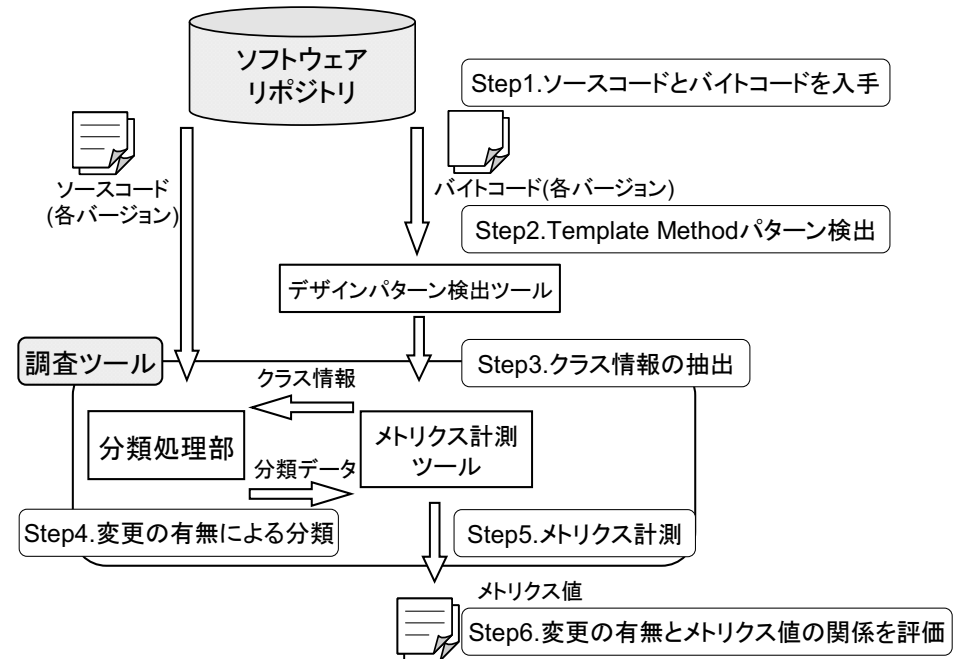 ソフトウェア
リポジトリ
Step1.ソースコードとバイトコードを入手
ソースコード
(各バージョン)
バイトコード(各バージョン)
Step2.Template Methodパターン検出
デザインパターン検出ツール
調査ツール
Step3.クラス情報の抽出
クラス情報
分類処理部
メトリクス計測
ツール
分類データ
Step4.変更の有無による分類
Step5.メトリクス計測
メトリクス値
Step6.変更の有無とメトリクス値の関係を評価